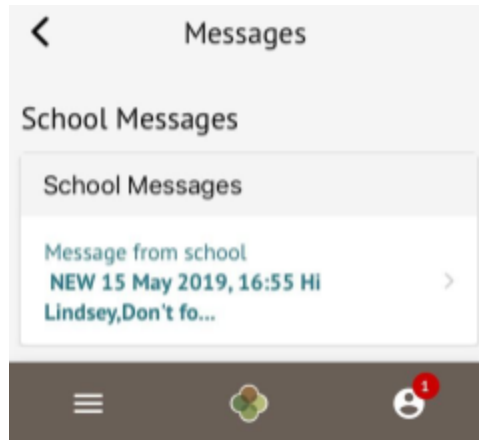 Messages
School Messages
School Messages
Message from school
NEW 15 May 2019, 16:55 Hi
Lindsey,Don't fo...
1